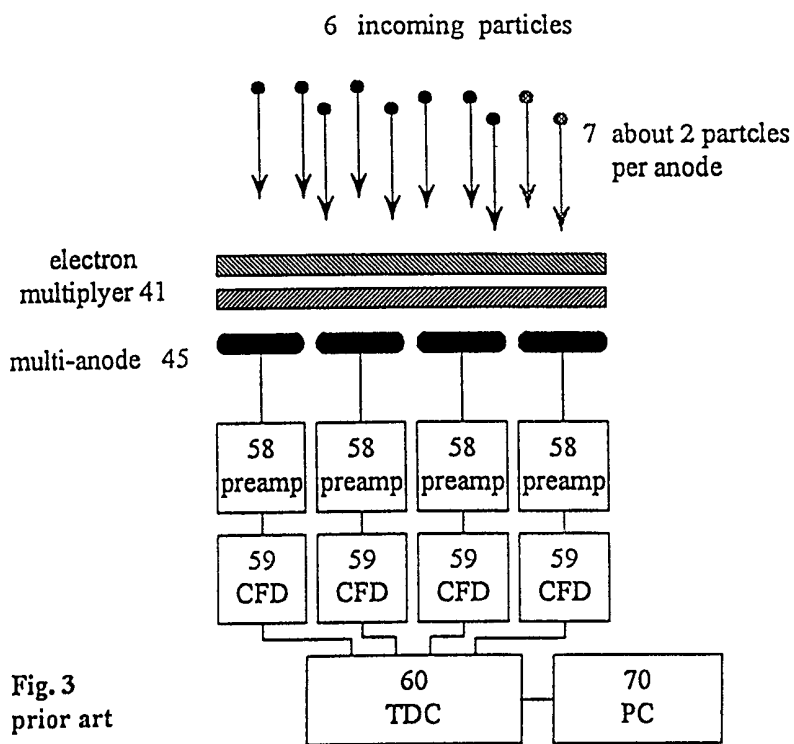 6 incoming particles
7 about 2 partcles
per anode
electron
multiplyer 41
multi-anode 45
58 58 58 58
preamp preamp preamp preamp
59 59 59 59
CFD CFD CFD CFD
60 70
TDC PC
Fig. 3
prior art